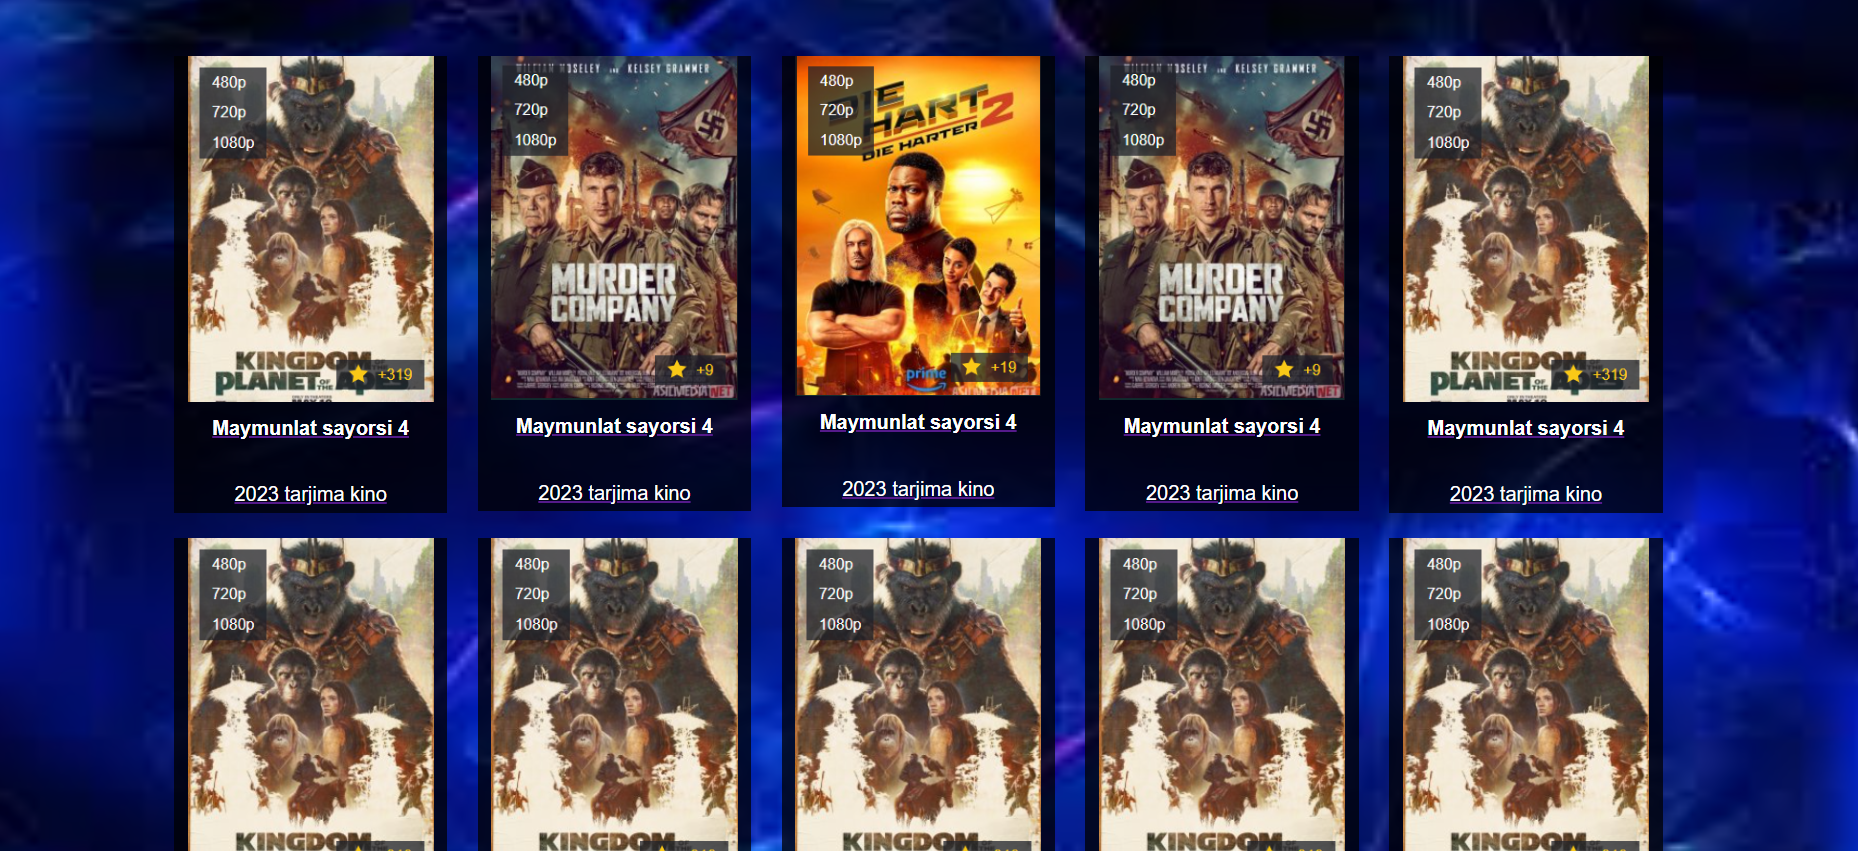 480p
720p
1080p
KINGDOM OF
PLANET OF THE APES
+319
Maymunlat sayorsi 4
2023 tarjima kino
WILLIAM MOSELEY AND KELSEY GRAMMER
480p
720p
1080p
MURDER
COMPANY
+9
ASILMEDIA.NET
Maymunlat sayorsi 4
2023 tarjima kino
480p
720p
1080p
DIE
HART 2
DIE HARTER
prime
+19
ASILMEDIA.NET
Maymunlat sayorsi 4
2023 tarjima kino
MOSELEY AND KELSEY GRAMMER
480p
720p
1080p
MURDER
COMPANY
+9
ASILMEDIA.NET
Maymunlat sayorsi 4
2023 tarjima kino
480p
720p
1080p
KINGDOM OF
PLANET OF THE APES
+319
Maymunlat sayorsi 4
2023 tarjima kino
480p
720p
1080p
KINGDOM
480p
720p
1080p
KINGDOM
480p
720p
1080p
KINGDOM
480p
720p
1080p
KINGDOM
480p
720p
1080p
KINGDOM